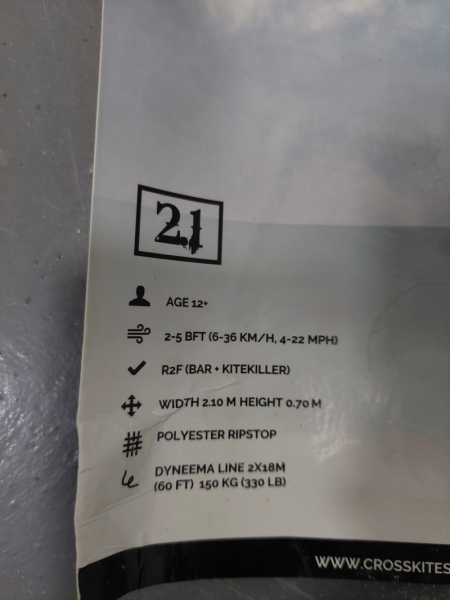 21
AGE 12+
2-5 BFT (6-36 KM/H, 4-22 MPH)
R2F (BAR + KITEKILLER)
WIDTH 2.10 M HEIGHT 0.70 M
POLYESTER RIPSTOP
DYNEEMA LINE 2X18M
(60 FT) 150 KG (330 LB)
WWW.CROSSKITES